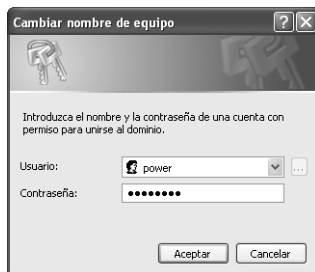 Cambiar nombre de equipo
Introduzca el nombre y la contraseña de una cuenta con
permiso para unirse al dominio.
Usuario: power
Contraseña: ●●●●●●●●
Aceptar Cancelar